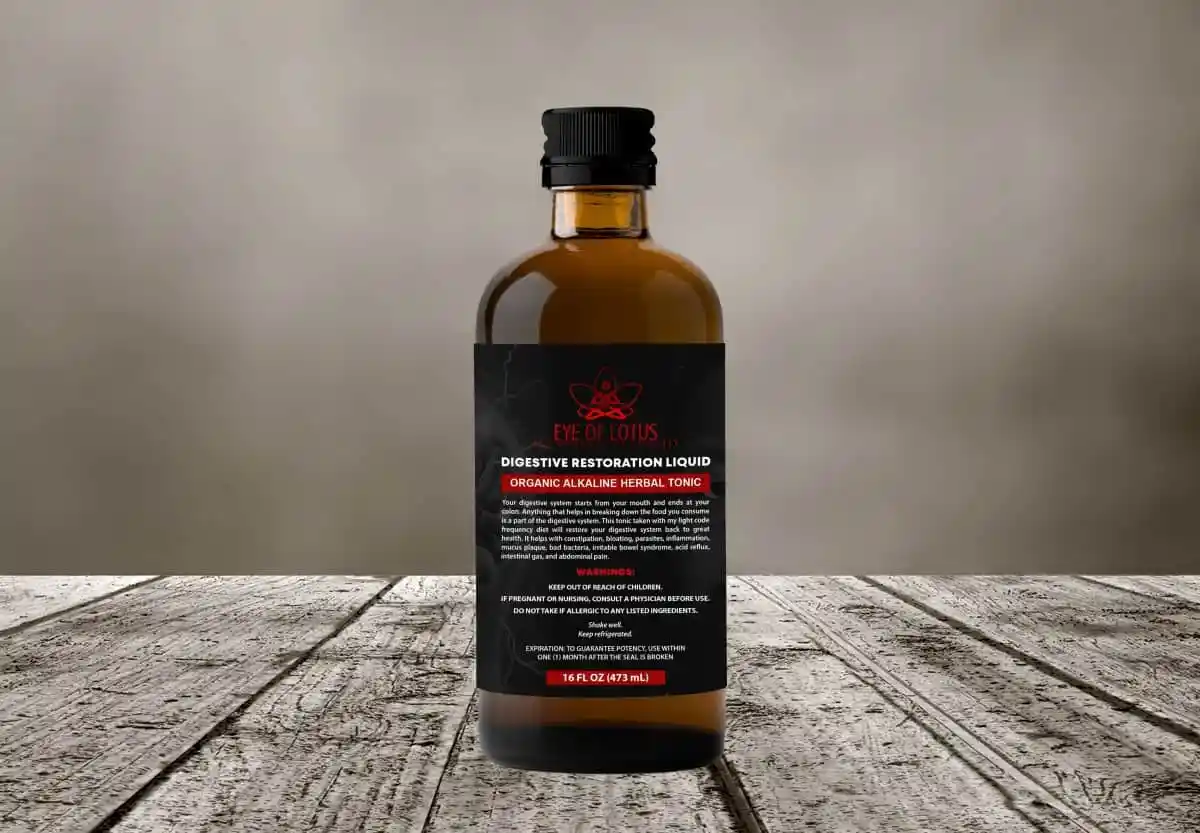 EYE OF LOTUS
DIGESTIVE RESTORATION LIQUID
ORGANIC ALKALINE HERBAL TONIC
Your digestive system starts from your mouth and ends at your
colon. Anything that helps in breaking down the food you consume
is a part of the digestive system. This tonic taken with my light code
frequency diet will restore your digestive system back to great
health. It helps with constipation, bloating, parasites, inflammation,
mucus plaque, bad bacteria, irritable bowel syndrome, acid reflux,
intestinal gas, and abdominal pain.
WARNINGS:
KEEP OUT OF REACH OF CHILDREN.
IF PREGNANT OR NURSING, CONSULT A PHYSICIAN BEFORE USE.
DO NOT TAKE IF ALLERGIC TO ANY LISTED INGREDIENTS.
Shake well.
Keep refrigerated.
EXPIRATION: TO GUARANTEE POTENCY, USE WITHIN
ONE (1) MONTH AFTER THE SEAL IS BROKEN
16 FL OZ (473 mL)